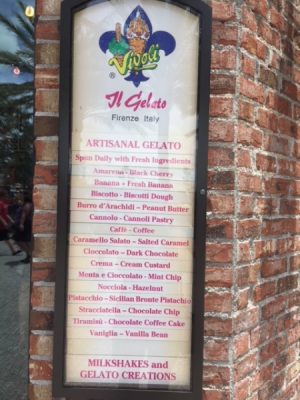 Vivoli
®
Il Gelato
Firenze Italy
ARTISANAL GELATO
Spun Daily with Fresh Ingredients
Amarena - Black Cherry
Banana - Fresh Banana
Biscotto - Biscotti Dough
Burro d'Arachidi - Peanut Butter
Cannolo - Cannoli Pastry
Caffè - Coffee
Caramello Salato - Salted Caramel
Cioccolato - Dark Chocolate
Crema - Cream Custard
Menta e Cioccolato - Mint Chip
Nocciola - Hazelnut
Pistacchio - Sicilian Bronte Pistachio
Stracciatella - Chocolate Chip
Tiramisù - Chocolate Coffee Cake
Vaniglia - Vanilla Bean
MILKSHAKES and
GELATO CREATIONS